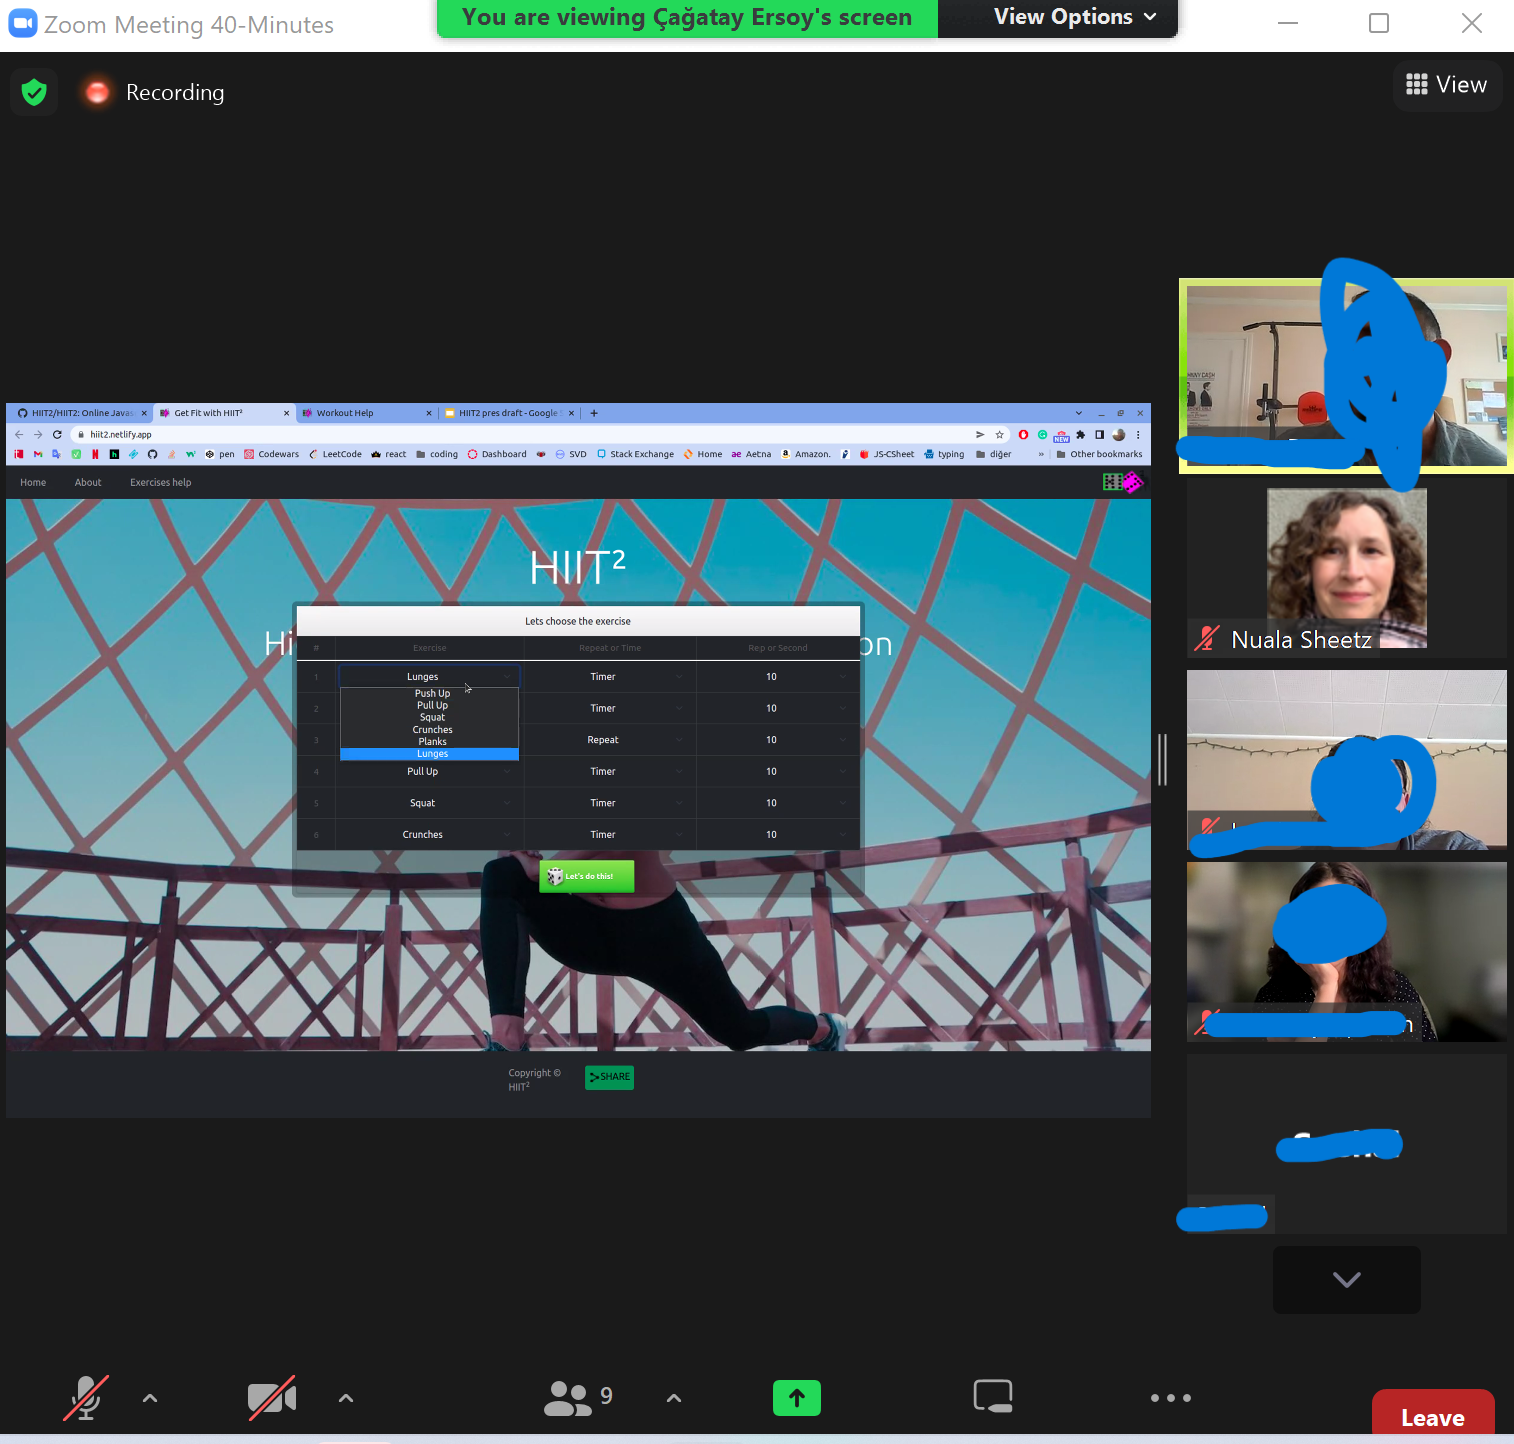 Zoom Meeting 40-Minutes
You are viewing Çağatay Ersoy's screen
View Options
Recording
View
HIIT2/HIIT2: Online Javas
Get Fit with HIIT²
Workout Help
HIIT2 pres draft - Google S
hiit2.netlify.app
NEW
pen
Codewars
LeetCode
react
coding
Dashboard
SVD
Stack Exchange
Home
ae Aetna
Amazon.
JS-CSheet
typing
diğer
»
Other bookmarks
Home
About
Exercises help
HIIT²
Hi
on
Lets choose the exercise
# Exercise Repeat or Time Rep or Second
1 Lunges Timer 10
Push Up
Pull Up
Squat
Crunches
Planks
Lunges
2 Timer 10
3 Repeat 10
4 Pull Up Timer 10
5 Squat Timer 10
6 Crunches Timer 10
Let's do this!
Copyright ©
HIIT²
SHARE
Nuala Sheetz
9
Leave